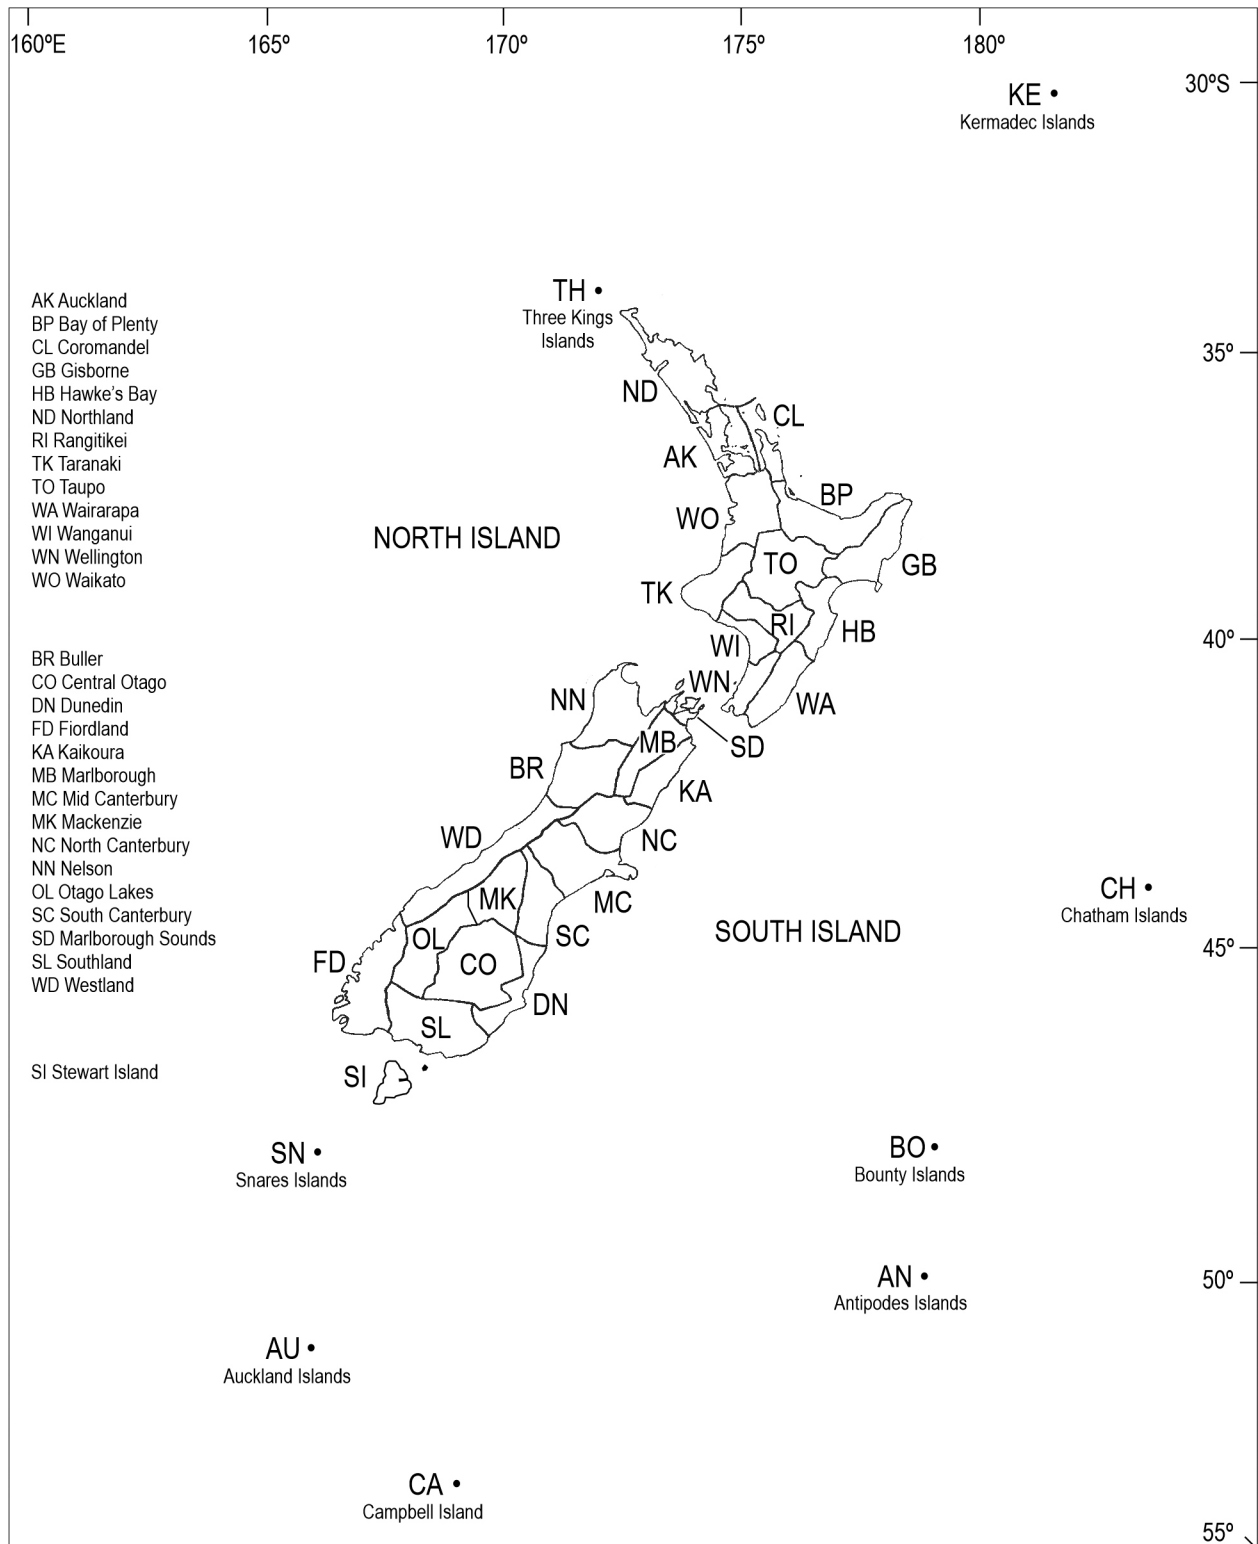 160ºE
165º
170º
175º
180º
30ºS
KE
Kermadec Islands
TH
Three Kings
Islands
AK Auckland
BP Bay of Plenty
CL Coromandel
GB Gisborne
HB Hawke's Bay
ND Northland
RI Rangitikei
TK Taranaki
TO Taupo
WA Wairarapa
WI Wanganui
WN Wellington
WO Waikato
35º
ND
CL
AK
BP
WO
NORTH ISLAND
TO
GB
TK
RI
HB
WI
40º
BR Buller
CO Central Otago
DN Dunedin
FD Fiordland
KA Kaikoura
MB Marlborough
MC Mid Canterbury
MK Mackenzie
NC North Canterbury
NN Nelson
OL Otago Lakes
SC South Canterbury
SD Marlborough Sounds
SL Southland
WD Westland
WN
NN
WA
MB
SD
BR
KA
WD
NC
MK
MC
CH
Chatham Islands
SOUTH ISLAND
SC
OL
45º
FD
CO
DN
SL
SI Stewart Island
SI
SN
Snares Islands
BO
Bounty Islands
AN
Antipodes Islands
50º
AU
Auckland Islands
CA
Campbell Island
55º